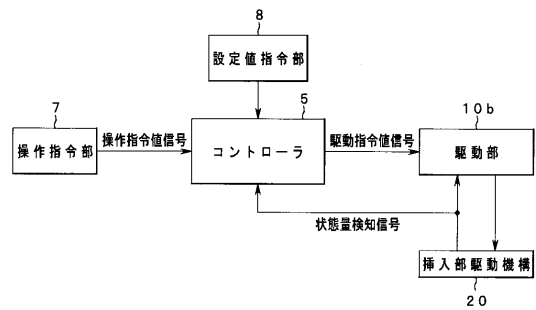 8
設定値指令部
7
操作指令部
操作指令値信号
5
コントローラ
駆動指令値信号
10b
駆動部
状態量検知信号
挿入部駆動機構
20